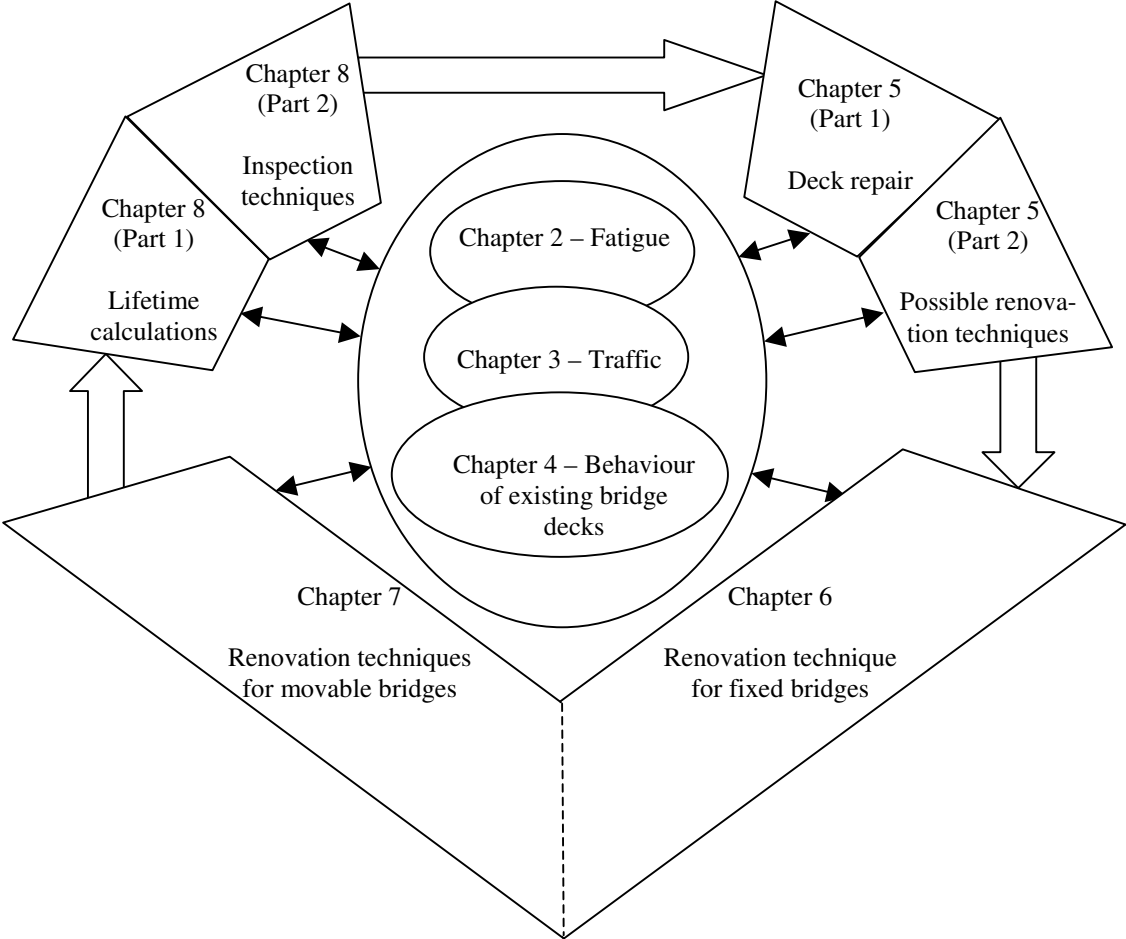 Chapter 8
(Part 2)
Inspection
techniques
Chapter 5
(Part 1)
Deck repair
Chapter 8
(Part 1)
Lifetime
calculations
Chapter 2 – Fatigue
Chapter 3 – Traffic
Chapter 4 – Behaviour
of existing bridge
decks
Chapter 5
(Part 2)
Possible renova-
tion techniques
Chapter 7
Renovation techniques
for movable bridges
Chapter 6
Renovation technique
for fixed bridges